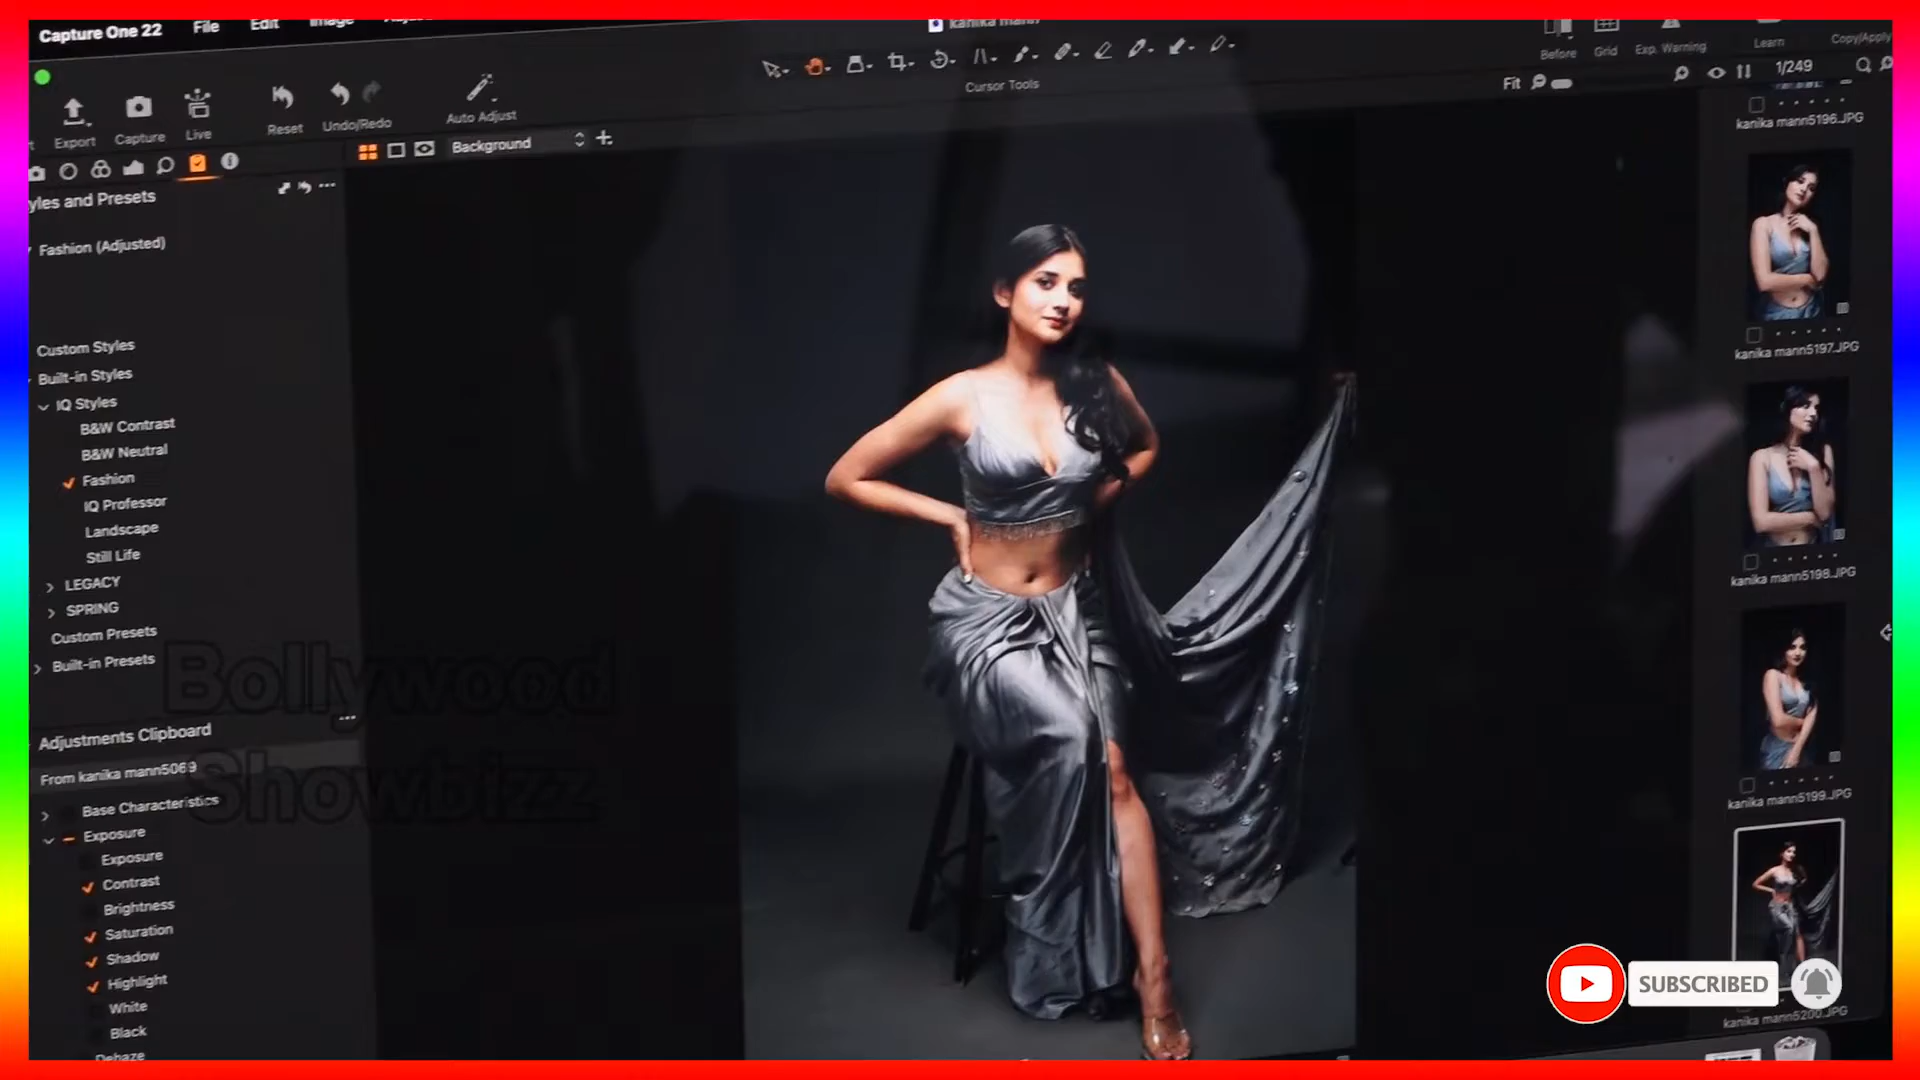 Capture One 22
File
Edit
Image
kanika mann
Before
Grid
Exp. Warning
Learn
Copy/Apply
Export
Capture
Live
Reset
Undo/Redo
Auto Adjust
Cursor Tools
Fit
1/249
Background
yles and Presets
Fashion (Adjusted)
Custom Styles
Built-in Styles
IQ Styles
B&W Contrast
B&W Neutral
Fashion
IQ Professor
Landscape
Still Life
LEGACY
SPRING
Custom Presets
Built-in Presets
Bollywood
Showbizz
Adjustments Clipboard
From kanika mann5069
Base Characteristics
Exposure
Exposure
Contrast
Brightness
Saturation
Shadow
Highlight
White
Black
Dehaze
kanika mann5196.JPG
kanika mann5197.JPG
kanika mann5198.JPG
kanika mann5199.JPG
kanika mann5200.JPG
SUBSCRIBED